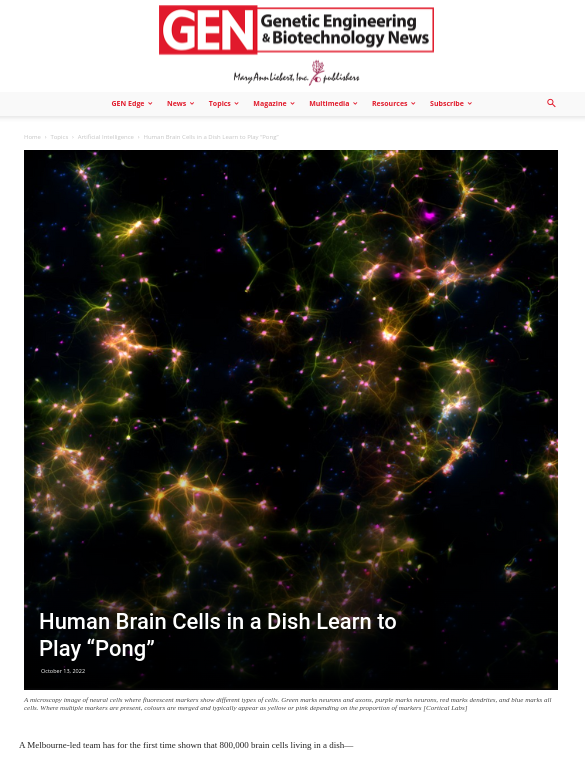 GEN Genetic Engineering
& Biotechnology News
Mary Ann Liebert, Inc. publishers
GEN Edge News Topics Magazine Multimedia Resources Subscribe
Home › Topics › Artificial Intelligence › Human Brain Cells in a Dish Learn to Play “Pong”
Human Brain Cells in a Dish Learn to
Play “Pong”
October 13, 2022
A microscopy image of neural cells where fluorescent markers show different types of cells. Green marks neurons and axons, purple marks neurons, red marks dendrites, and blue marks all
cells. Where multiple markers are present, colours are merged and typically appear as yellow or pink depending on the proportion of markers [Cortical Labs]
A Melbourne-led team has for the first time shown that 800,000 brain cells living in a dish—